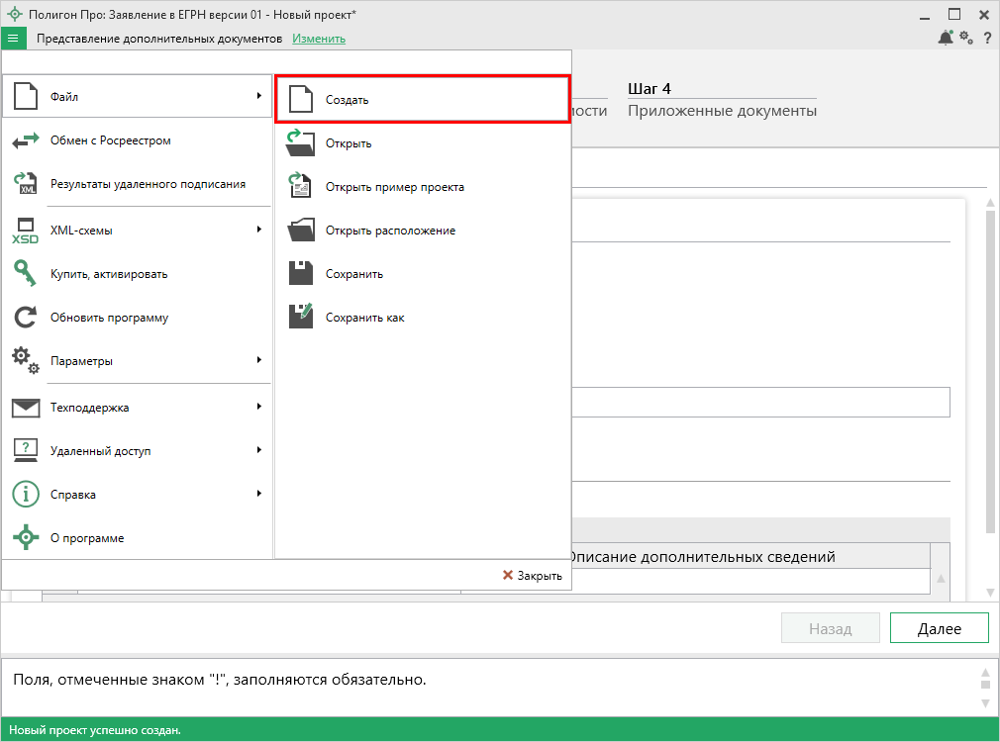 Полигон Про: Заявление в ЕГРН версии 01 - Новый проект*
Представление дополнительных документов Изменить
?
Шаг 4
Приложенные документы
Файл
Обмен с Росреестром
XML
Результаты удаленного подписания
XSD
XML-схемы
Купить, активировать
Обновить программу
Параметры
Техподдержка
?
Удаленный доступ
i
Справка
О программе
Создать
Открыть
Открыть пример проекта
Открыть расположение
Сохранить
Сохранить как
Закрыть
Описание дополнительных сведений
Назад
Далее
Поля, отмеченные знаком "!", заполняются обязательно.
Новый проект успешно создан.